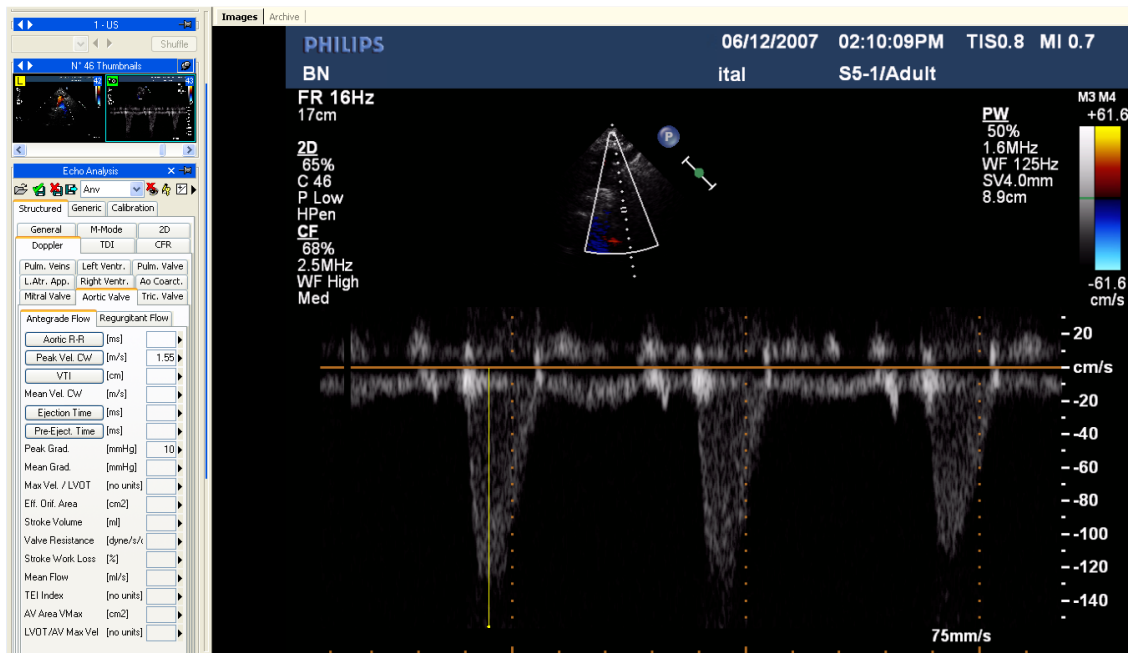 1 - US
Shuffle
N° 46 Thumbnails
L 42
43
Echo Analysis
Any
Structured Generic Calibration
General M-Mode 2D
Doppler TDI CFR
Pulm. Veins Left Ventr. Pulm. Valve
L.Atr. App. Right Ventr. Ao Coarct.
Mitral Valve Aortic Valve Tric. Valve
Antegrade Flow Regurgitant Flow
Aortic R-R [ms]
Peak Vel. CW [m/s] 1.55
VTI [cm]
Mean Vel. CW [m/s]
Ejection Time [ms]
Pre-Eject. Time [ms]
Peak Grad. [mmHg] 10
Mean Grad. [mmHg]
Max Vel. / LVOT [no units]
Eff. Orif. Area [cm2]
Stroke Volume [ml]
Valve Resistance [dyne/s/c
Stroke Work Loss [%]
Mean Flow [ml/s]
TEI Index [no units]
AV Area VMax [cm2]
LVOT/AV Max Vel [no units]
Images Archive
PHILIPS 06/12/2007 02:10:09PM TIS0.8 MI 0.7
BN ital S5-1/Adult
FR 16Hz
17cm
2D
65%
C 46
P Low
HPen
CF
68%
2.5MHz
WF High
Med
P
PW
50%
1.6MHz
WF 125Hz
SV4.0mm
8.9cm
M3 M4
+61.6
-61.6
cm/s
20
cm/s
-20
-40
-60
-80
-100
-120
-140
75mm/s